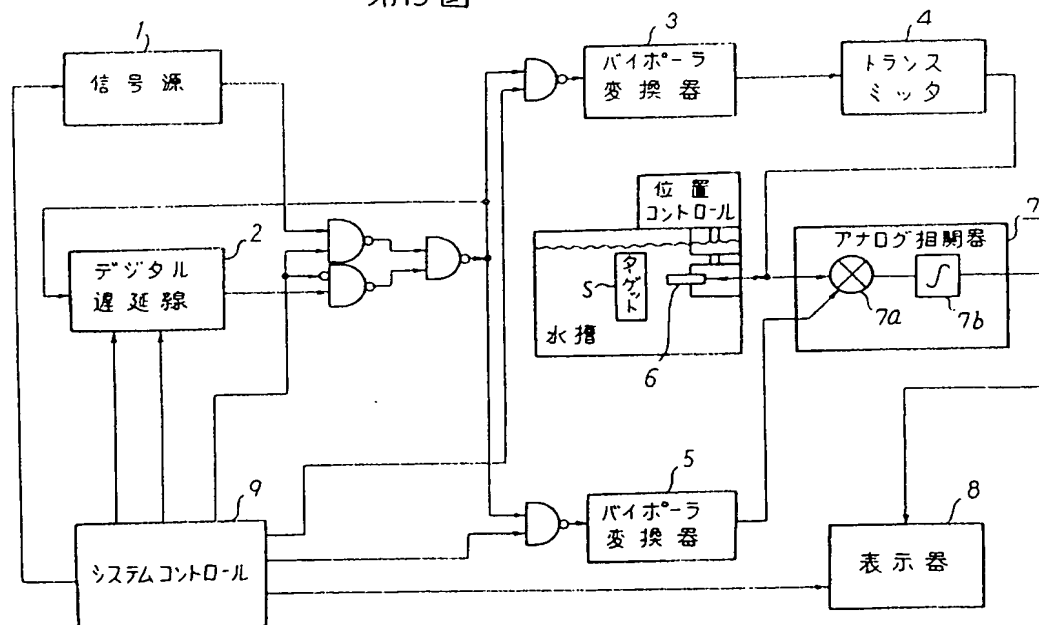 1
信号源
2
デジタル
遅延線
3
バイポーラ
変換器
4
トランス
ミッタ
位置
コントロール
ターゲット
S
水槽
6
アナログ相関器
7
7a
7b
∫
5
バイポーラ
変換器
8
表示器
9
システムコントロール